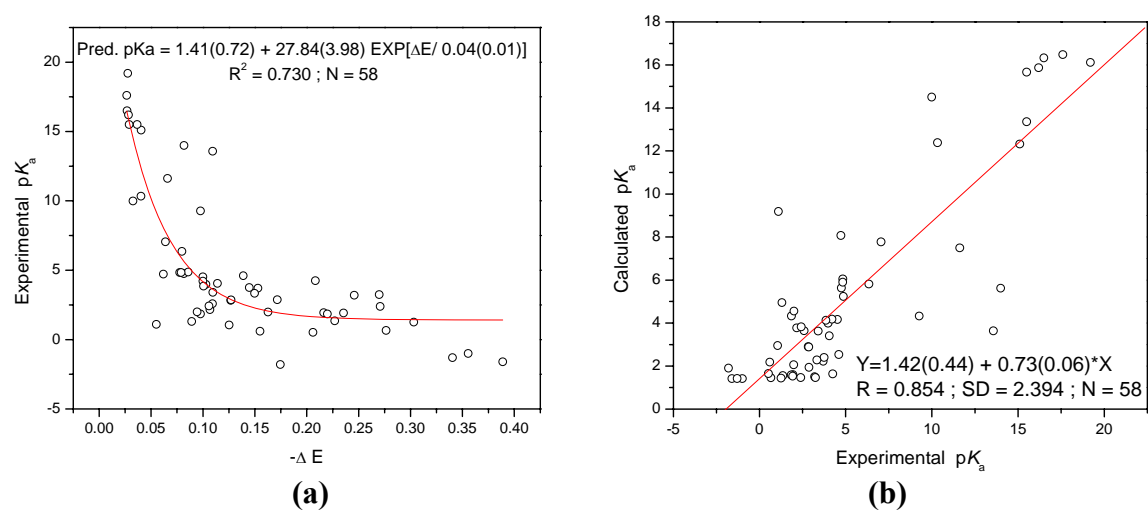 Pred. pKa = 1.41(0.72) + 27.84(3.98) EXP[ΔE/ 0.04(0.01)]
R² = 0.730 ; N = 58
Experimental pKₐ
20
15
10
5
0
-5
0.00 0.05 0.10 0.15 0.20 0.25 0.30 0.35 0.40
-Δ E
(a)
Calculated pKₐ
18
16
14
12
10
8
6
4
2
0
Y=1.42(0.44) + 0.73(0.06)*X
R = 0.854 ; SD = 2.394 ; N = 58
-5 0 5 10 15 20
Experimental pKₐ
(b)